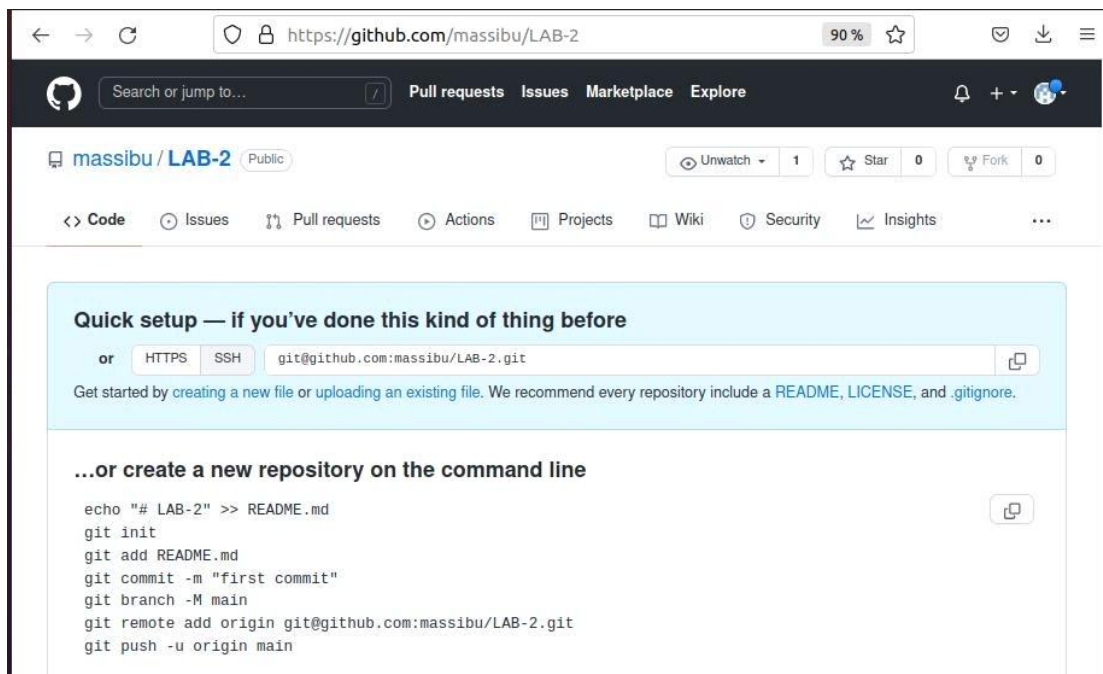 https://github.com/massibu/LAB-2 90%
Search or jump to... / Pull requests Issues Marketplace Explore
massibu / LAB-2 Public Unwatch 1 Star 0 Fork 0
Code Issues Pull requests Actions Projects Wiki Security Insights
Quick setup — if you've done this kind of thing before
or HTTPS SSH git@github.com:massibu/LAB-2.git
Get started by creating a new file or uploading an existing file. We recommend every repository include a README, LICENSE, and .gitignore.
...or create a new repository on the command line
echo "# LAB-2" >> README.md
git init
git add README.md
git commit -m "first commit"
git branch -M main
git remote add origin git@github.com:massibu/LAB-2.git
git push -u origin main